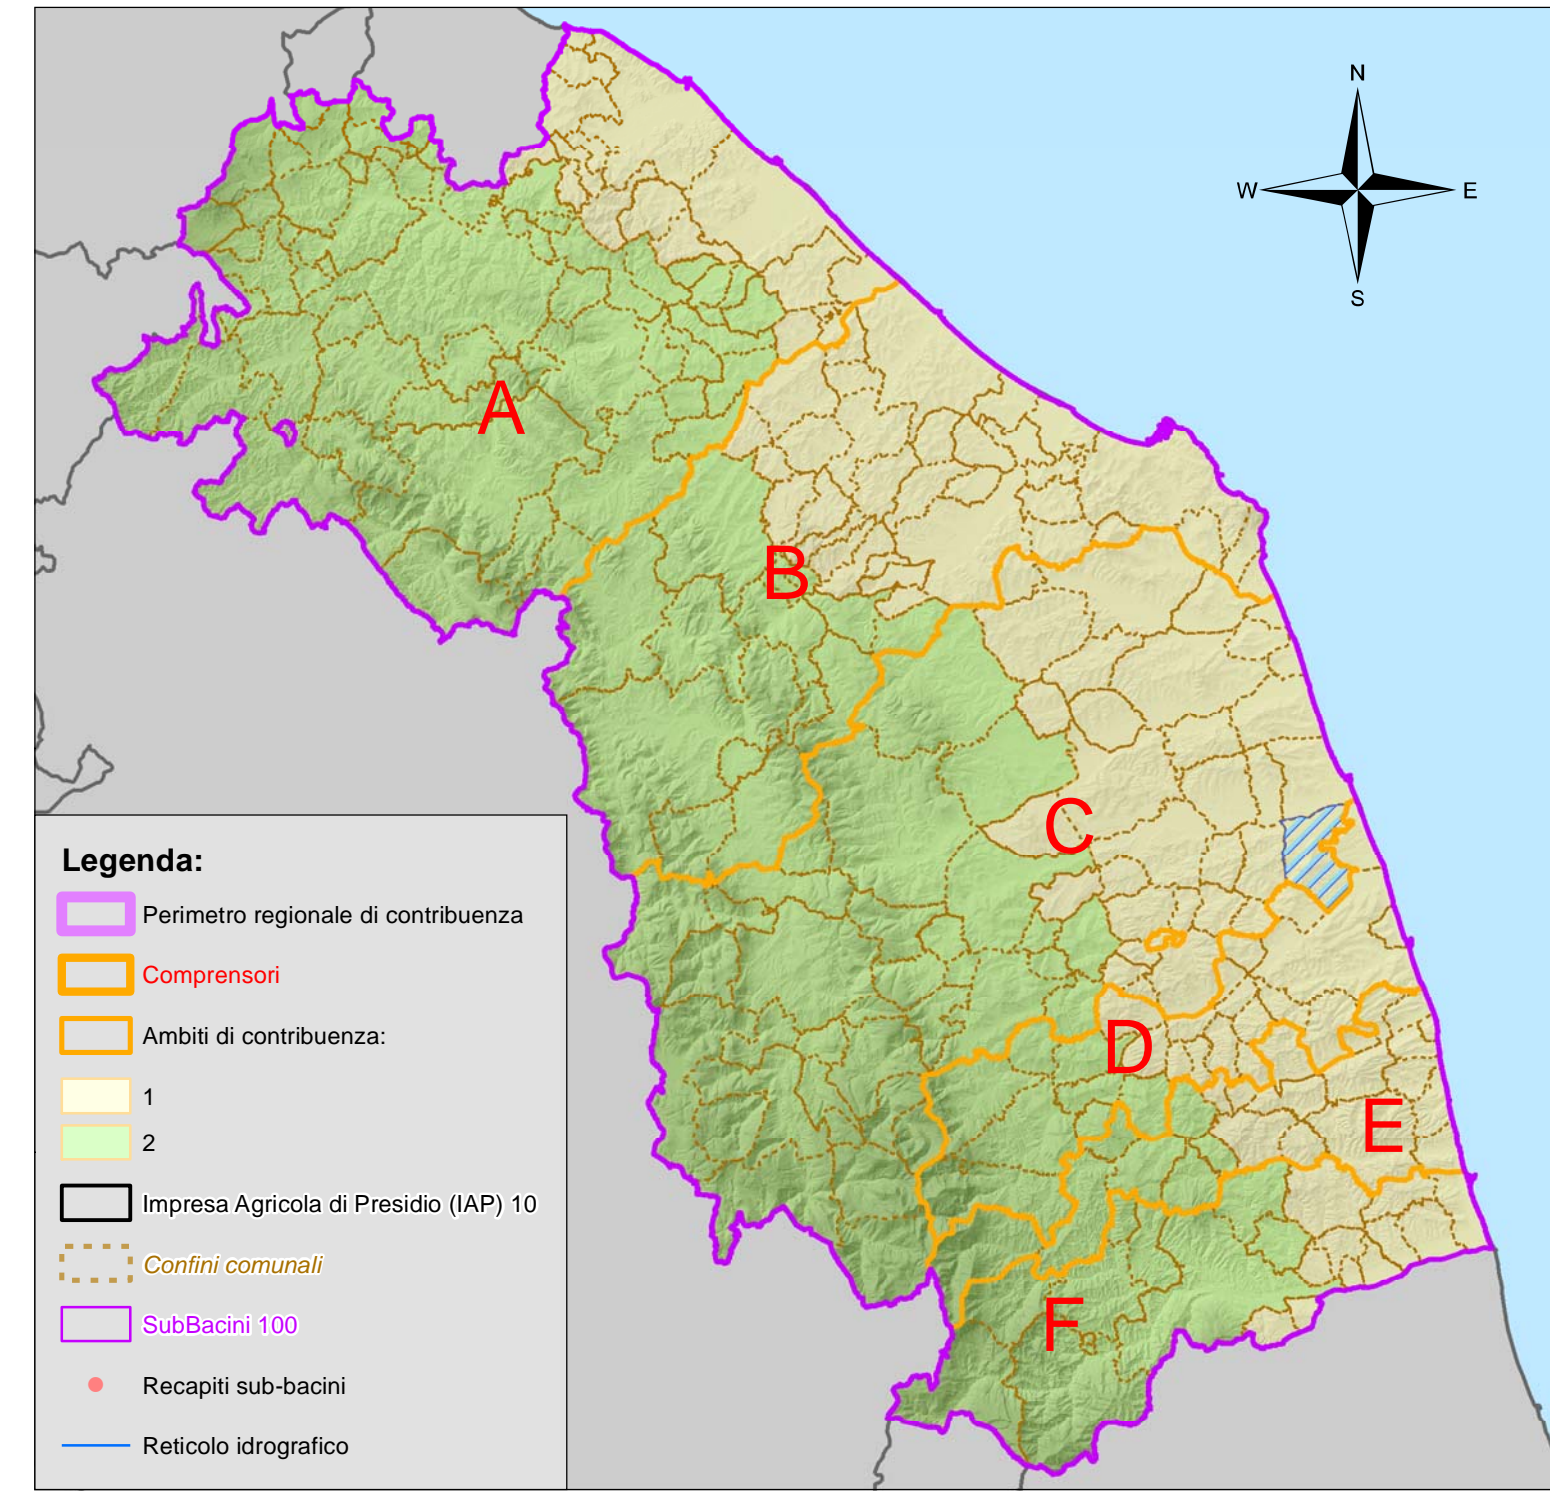 N
W
E
S
A
B
C
D
E
F
Legenda:
Perimetro regionale di contribuenza
Comprensori
Ambiti di contribuenza:
1
2
Impresa Agricola di Presidio (IAP) 10
Confini comunali
SubBacini 100
Recapiti sub-bacini
Reticolo idrografico